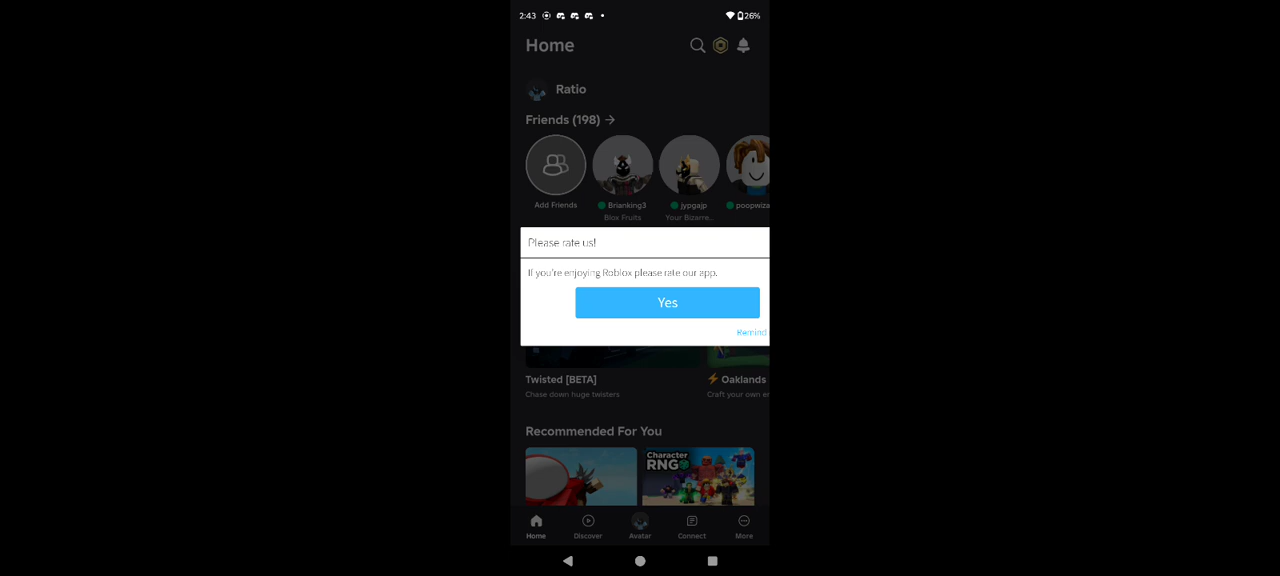 2:43
26%
Home
Ratio
Friends (198)
Add Friends
Brianking3
Blox Fruits
jypgajp
Your Bizarre...
poopwiza
Please rate us!
If you're enjoying Roblox please rate our app.
Yes
Remind
Twisted [BETA]
Chase down huge twisters
Oaklands
Craft your own em
Recommended For You
Character
RNG
Home
Discover
Avatar
Connect
More